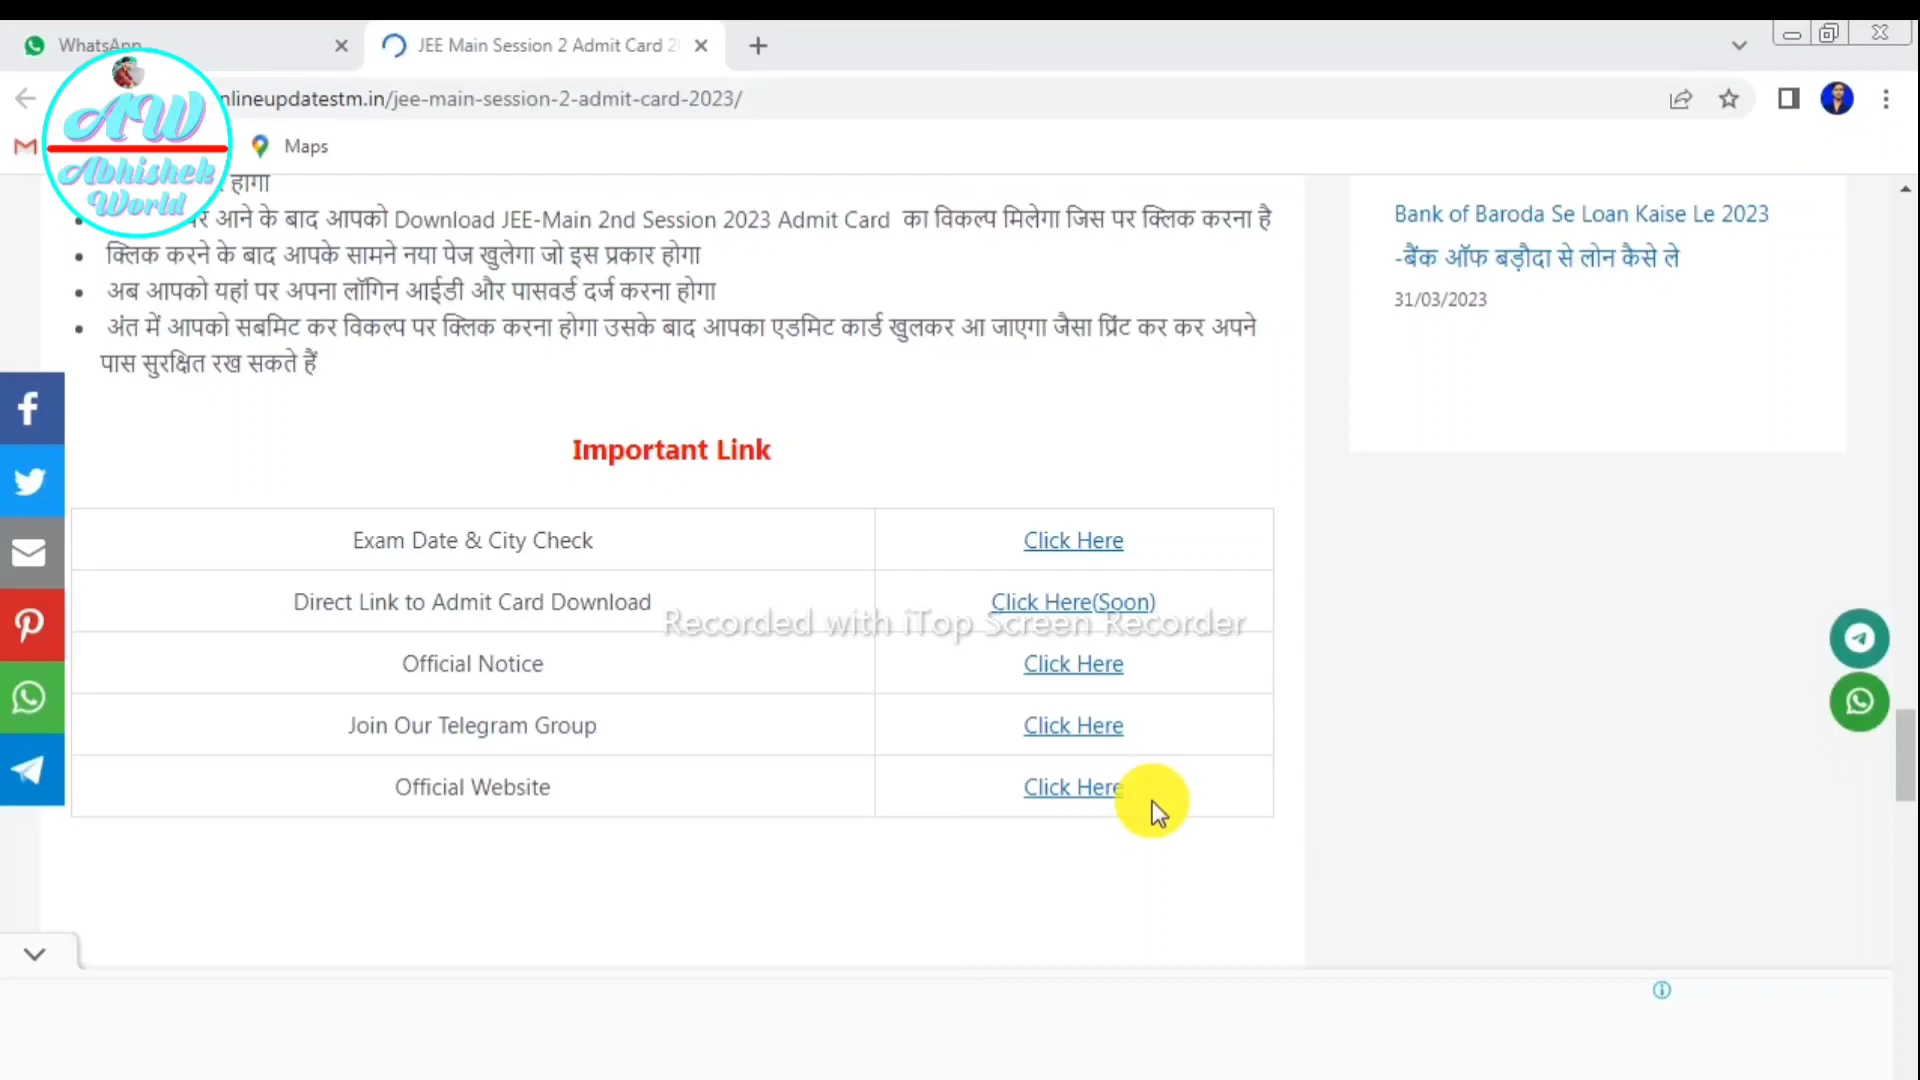 WhatsApp
JEE Main Session 2 Admit Card 2
nlineupdatestm.in/jee-main-session-2-admit-card-2023/
Maps
AW
Abhishek
World
होगा
पर आने के बाद आपको Download JEE-Main 2nd Session 2023 Admit Card का विकल्प मिलेगा जिस पर क्लिक करना है
क्लिक करने के बाद आपके सामने नया पेज खुलेगा जो इस प्रकार होगा
अब आपको यहां पर अपना लॉगिन आईडी और पासवर्ड दर्ज करना होगा
अंत में आपको सबमिट कर विकल्प पर क्लिक करना होगा उसके बाद आपका एडमिट कार्ड खुलकर आ जाएगा जैसा प्रिंट कर कर अपने
पास सुरक्षित रख सकते हैं
Bank of Baroda Se Loan Kaise Le 2023
-बैंक ऑफ बड़ौदा से लोन कैसे ले
31/03/2023
Important Link
Exam Date & City Check Click Here
Direct Link to Admit Card Download Click Here(Soon)
Recorded with iTop Screen Recorder
Official Notice Click Here
Join Our Telegram Group Click Here
Official Website Click Here